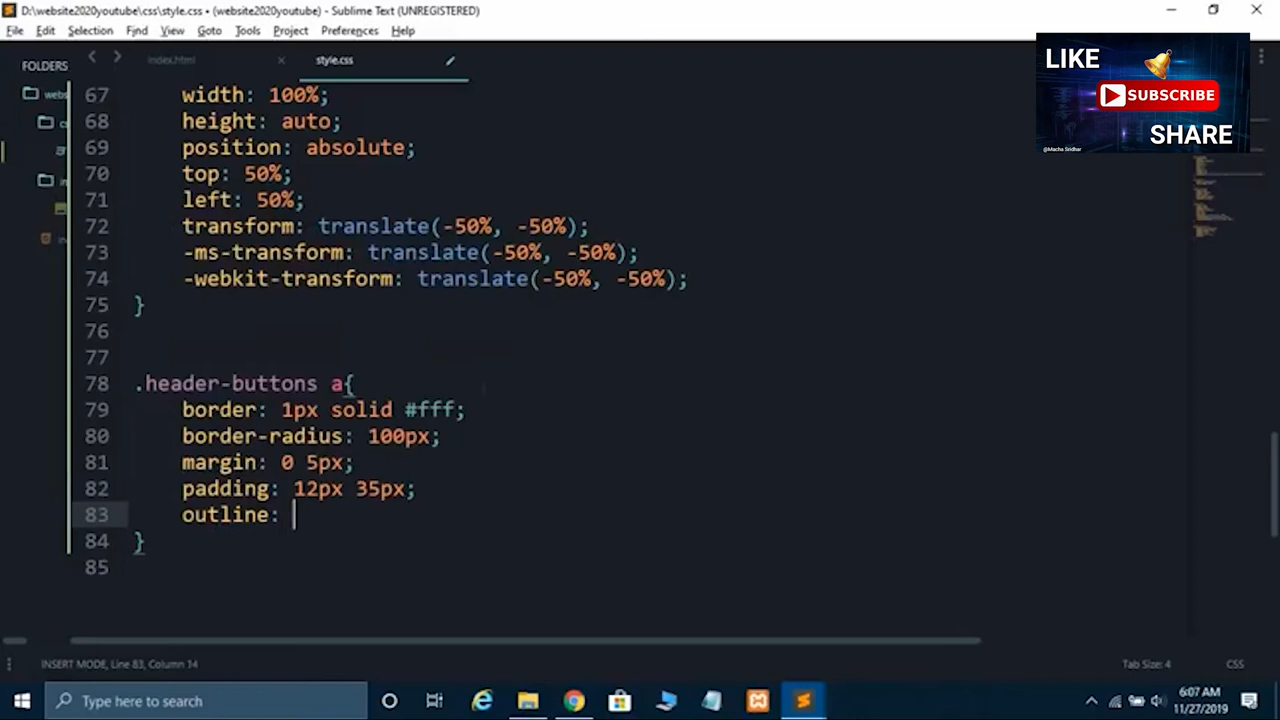 D:\website2020youtube\css\style.css • (website2020youtube) - Sublime Text (UNREGISTERED)
File Edit Selection Find View Goto Tools Project Preferences Help
FOLDERS
index.html
style.css
LIKE
SUBSCRIBE
SHARE
@Macha Sridhar
webs
67 width: 100%;
68 height: auto;
69 position: absolute;
70 top: 50%;
71 left: 50%;
72 transform: translate(-50%, -50%);
73 -ms-transform: translate(-50%, -50%);
74 -webkit-transform: translate(-50%, -50%);
75 }
76
77
78 .header-buttons a{
79 border: 1px solid #fff;
80 border-radius: 100px;
81 margin: 0 5px;
82 padding: 12px 35px;
83 outline:
84 }
85
INSERT MODE, Line 83, Column 14
Tab Size: 4
CSS
Type here to search
6:07 AM
11/27/2019